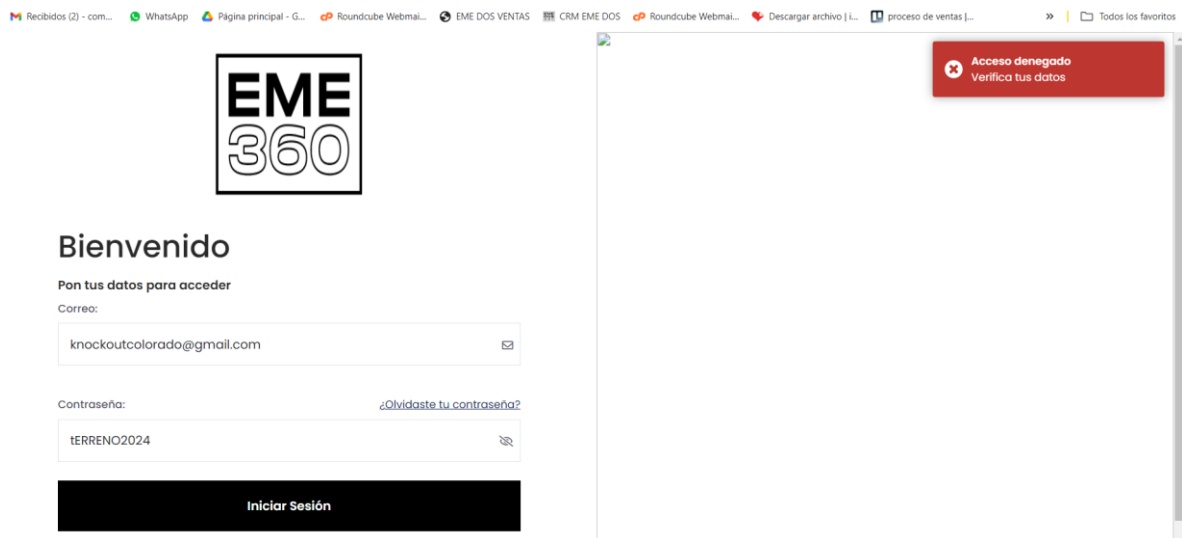 Recibidos (2) - com... WhatsApp Página principal - G... Roundcube Webmai... EME DOS VENTAS CRM EME DOS Roundcube Webmai... Descargar archivo | i... proceso de ventas |... » Todos los favoritos
Acceso denegado
Verifica tus datos
EME
360
Bienvenido
Pon tus datos para acceder
Correo:
knockoutcolorado@gmail.com
Contraseña: ¿Olvidaste tu contraseña?
tERRENO2024
Iniciar Sesión